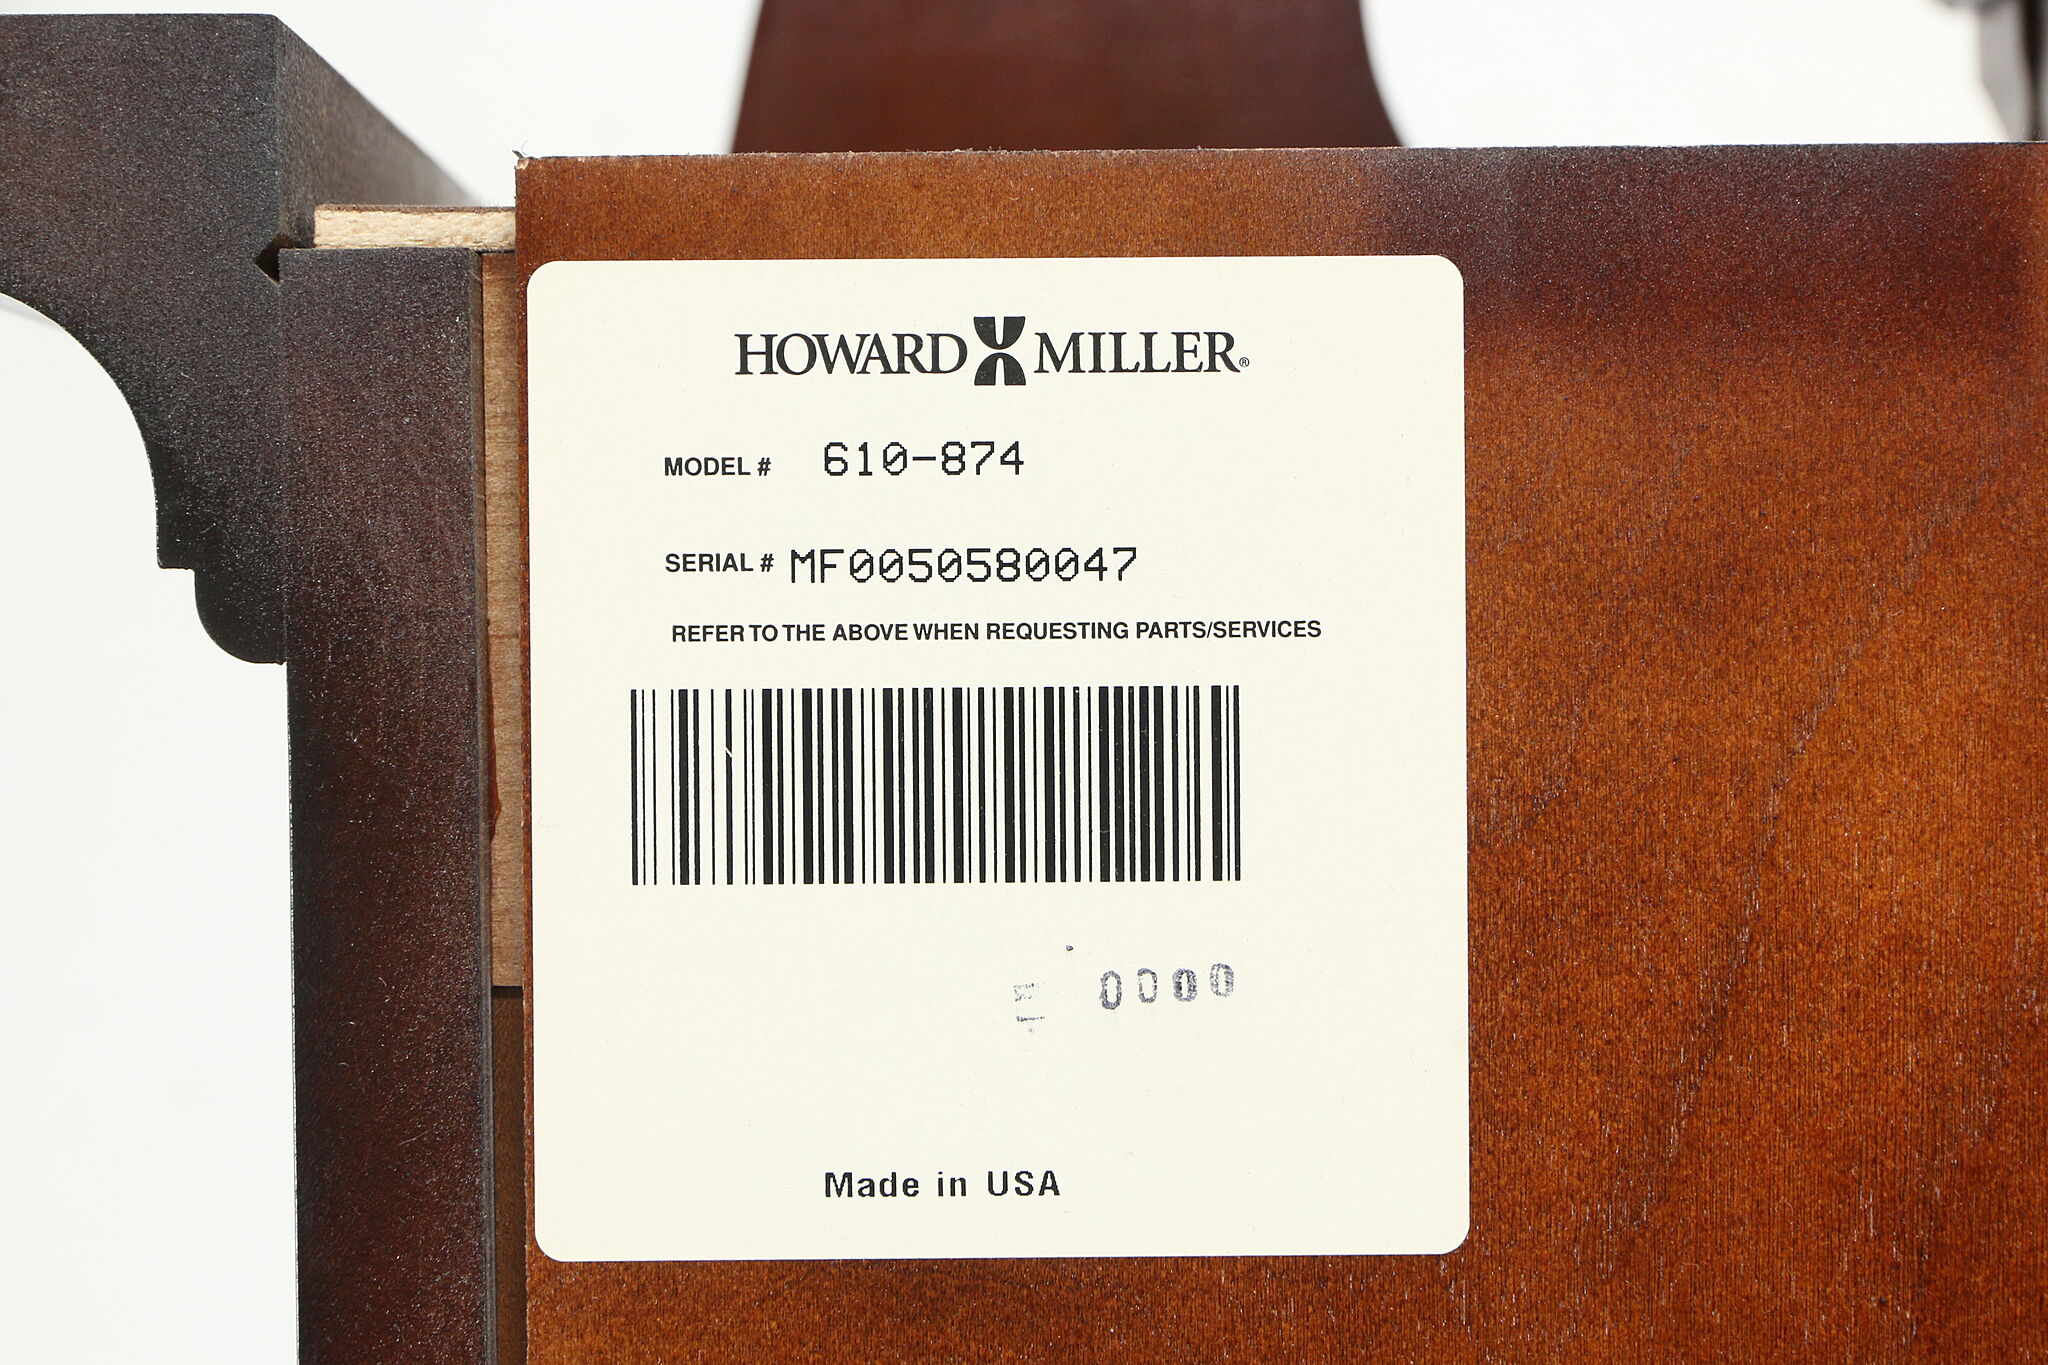 HOWARD MILLER®
MODEL # 610-874
SERIAL # MF0050580047
REFER TO THE ABOVE WHEN REQUESTING PARTS/SERVICES
0000
Made in USA